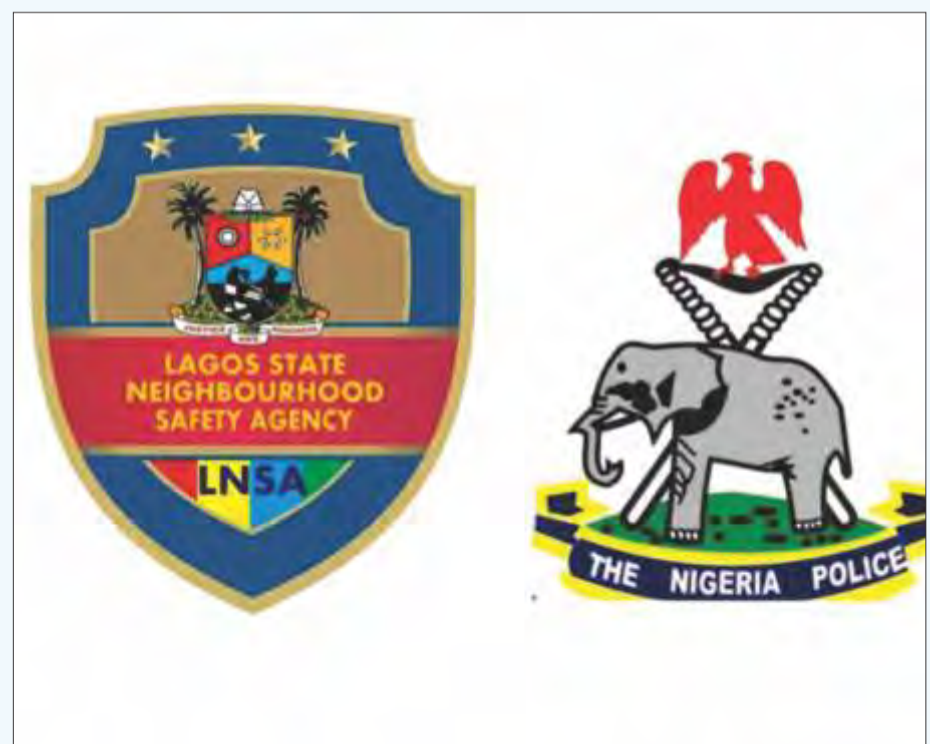 LAGOS STATE
NEIGHBOURHOOD
SAFETY AGENCY
LNSA
THE NIGERIA POLICE